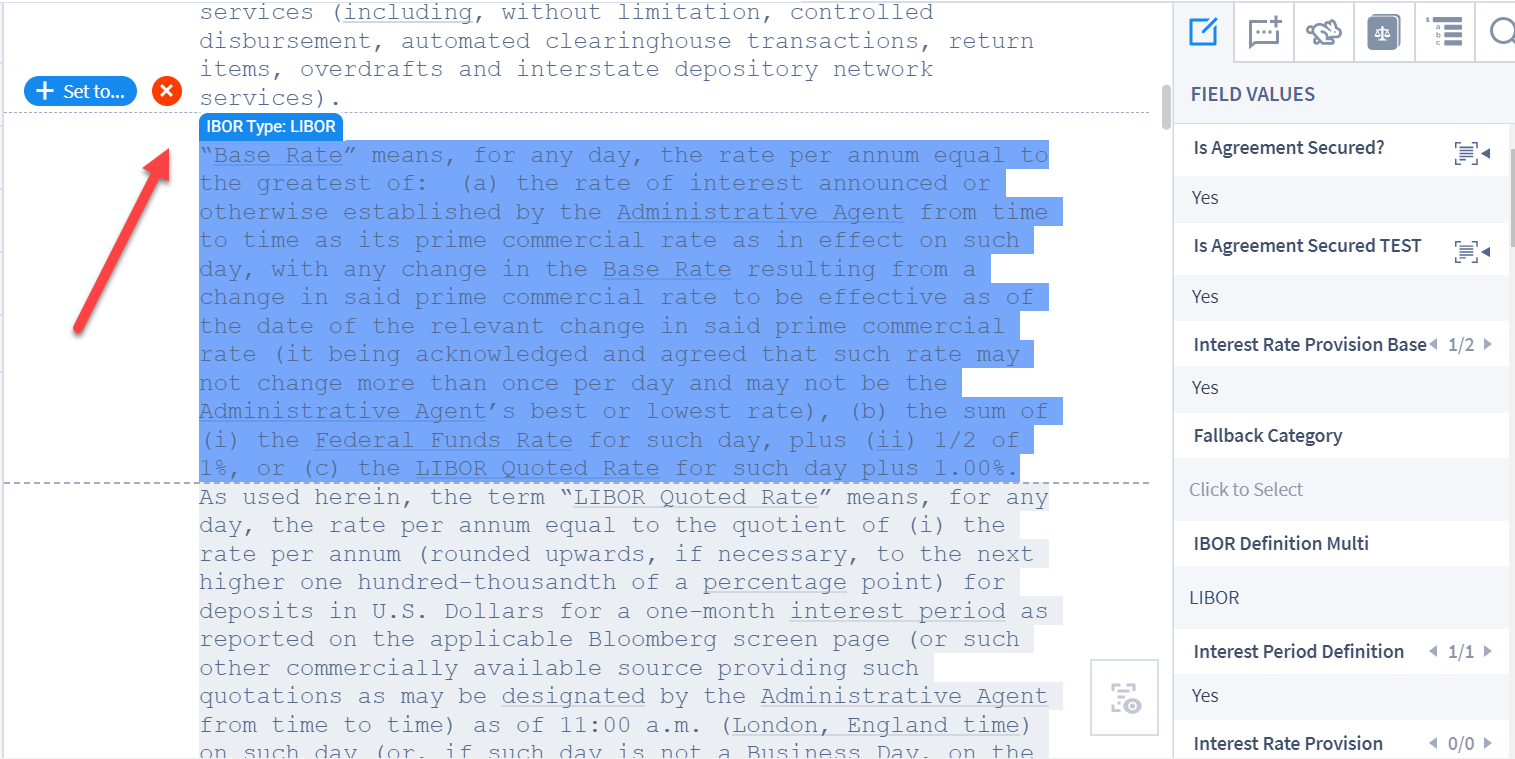 services (including, without limitation, controlled
disbursement, automated clearinghouse transactions, return
items, overdrafts and interstate depository network
services).
Set to...
IBOR Type: LIBOR
“Base Rate” means, for any day, the rate per annum equal to
the greatest of:  (a) the rate of interest announced or
otherwise established by the Administrative Agent from time
to time as its prime commercial rate as in effect on such
day, with any change in the Base Rate resulting from a
change in said prime commercial rate to be effective as of
the date of the relevant change in said prime commercial
rate (it being acknowledged and agreed that such rate may
not change more than once per day and may not be the
Administrative Agent’s best or lowest rate), (b) the sum of
(i) the Federal Funds Rate for such day, plus (ii) 1/2 of
1%, or (c) the LIBOR Quoted Rate for such day plus 1.00%.
As used herein, the term “LIBOR Quoted Rate” means, for any
day, the rate per annum equal to the quotient of (i) the
rate per annum (rounded upwards, if necessary, to the next
higher one hundred-thousandth of a percentage point) for
deposits in U.S. Dollars for a one-month interest period as
reported on the applicable Bloomberg screen page (or such
other commercially available source providing such
quotations as may be designated by the Administrative Agent
from time to time) as of 11:00 a.m. (London, England time)
on such day (or, if such day is not a Business Day, on the
FIELD VALUES
Is Agreement Secured?
Yes
Is Agreement Secured TEST
Yes
Interest Rate Provision Base 1/2
Yes
Fallback Category
Click to Select
IBOR Definition Multi
LIBOR
Interest Period Definition 1/1
Yes
Interest Rate Provision 0/0